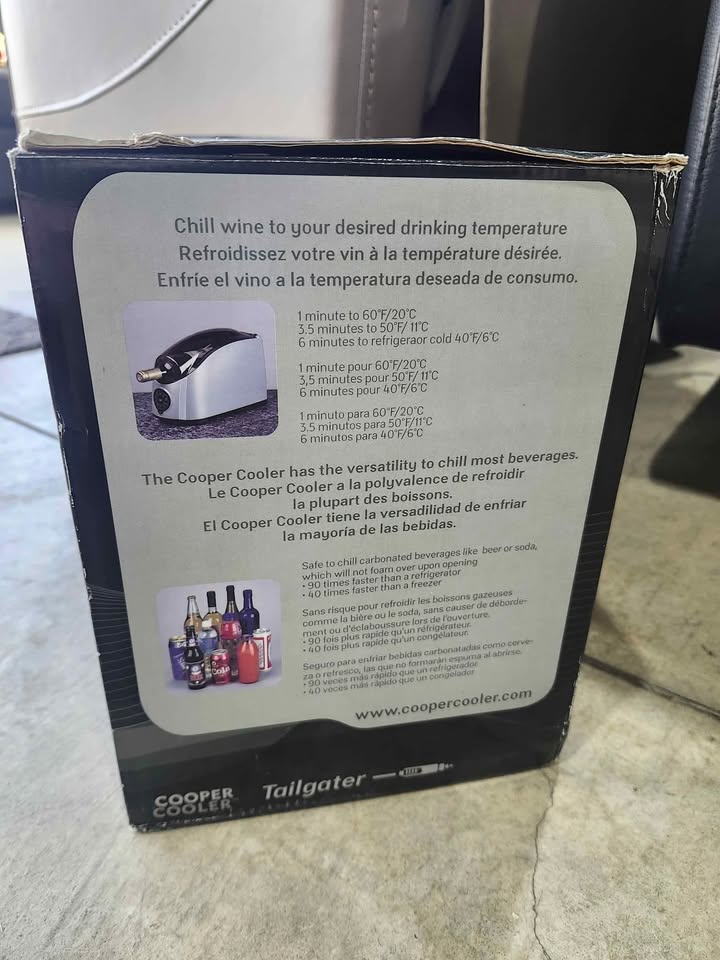 Chill wine to your desired drinking temperature
Refroidissez votre vin à la température désirée.
Enfríe el vino a la temperatura deseada de consumo.
1 minute to 60°F/20°C
3.5 minutes to 50°F/ 11°C
6 minutes to refrigeraor cold 40°F/6°C
1 minute pour 60°F/20°C
3,5 minutes pour 50°F/ 11°C
6 minutes pour 40°F/6°C
1 minuto para 60°F/20°C
3.5 minutos para 50°F/11°C
6 minutos para 40°F/6°C
The Cooper Cooler has the versatility to chill most beverages.
Le Cooper Cooler a la polyvalence de refroidir
la plupart des boissons.
El Cooper Cooler tiene la versadilidad de enfriar
la mayoría de las bebidas.
Safe to chill carbonated beverages like beer or soda,
which will not foam over upon opening
• 90 times faster than a refrigerator
• 40 times faster than a freezer
Sans risque pour refroidir les boissons gazeuses
comme la bière ou le soda, sans causer de déborde-
ment ou d'éclaboussure lors de l'ouverture.
• 90 fois plus rapide qu'un réfrigérateur.
• 40 fois plus rapide qu'un congélateur.
Seguro para enfriar bebidas carbonatadas como cerve-
za o refresco, las que no formarán espuma al abrirse.
• 90 veces más rápido que un refrigerador
• 40 veces más rápido que un congelador
Cola
www.coopercooler.com
COOPER
COOLER
Tailgater